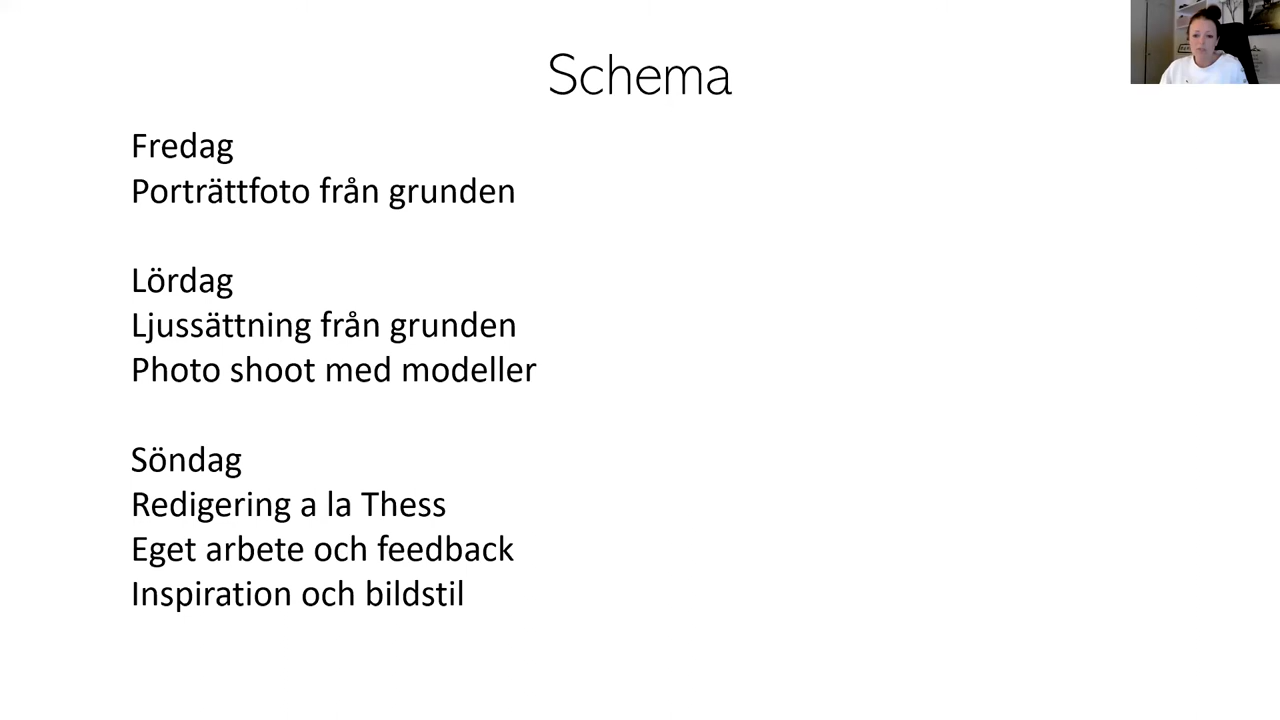 Schema
Fredag
Porträttfoto från grunden
Lördag
Ljussättning från grunden
Photo shoot med modeller
Söndag
Redigering a la Thess
Eget arbete och feedback
Inspiration och bildstil